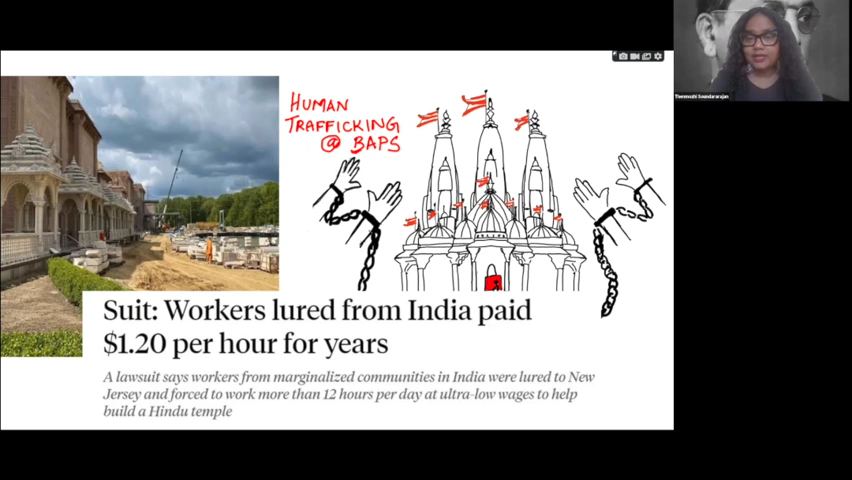 Thenmozhi Soundararajan
HUMAN
TRAFFICKING
@ BAPS
Suit: Workers lured from India paid
$1.20 per hour for years
A lawsuit says workers from marginalized communities in India were lured to New
Jersey and forced to work more than 12 hours per day at ultra-low wages to help
build a Hindu temple